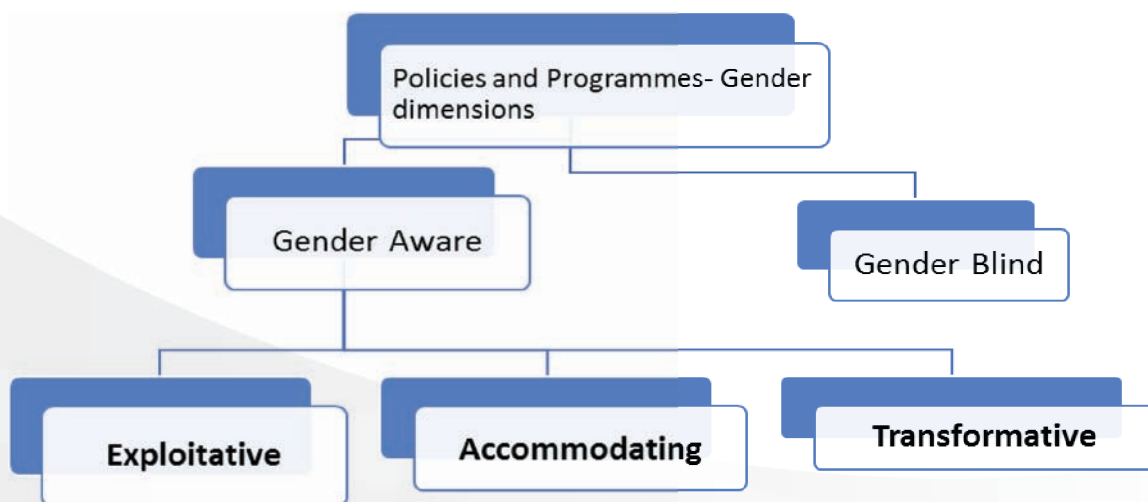 Policies and Programmes- Gender
dimensions
Gender Aware
Gender Blind
Exploitative
Accommodating
Transformative